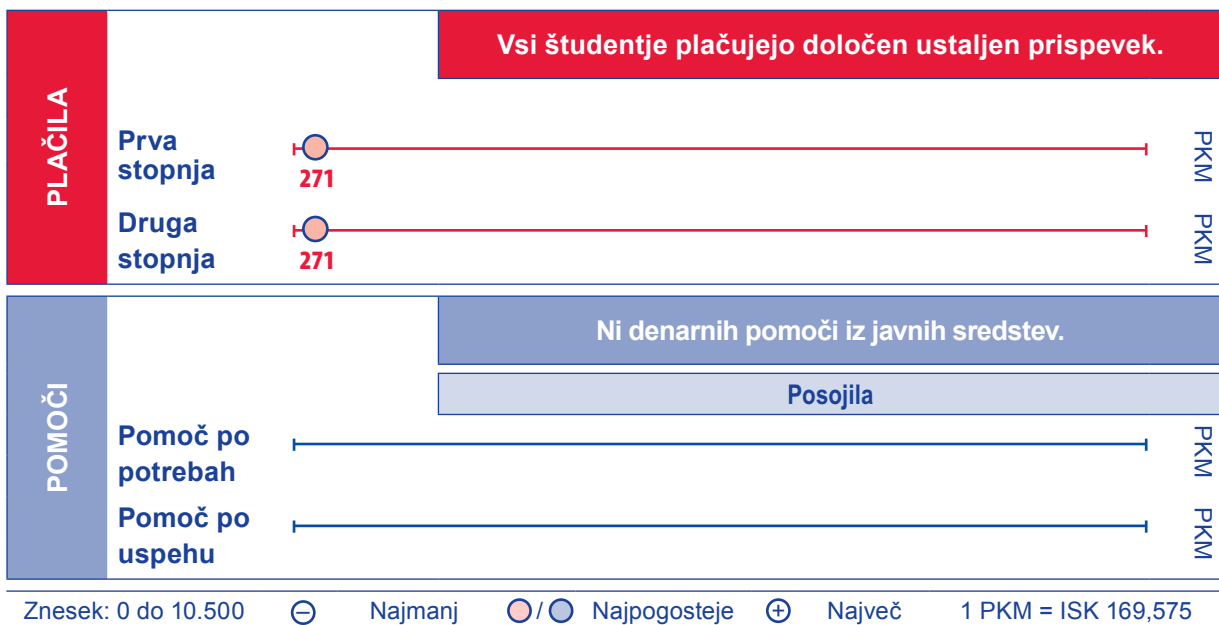 PLAČILA
Vsi študentje plačujejo določen ustaljen prispevek.
Prva
stopnja
271
PKM
Druga
stopnja
271
PKM
POMOČI
Ni denarnih pomoči iz javnih sredstev.
Posojila
Pomoč po
potrebah
PKM
Pomoč po
uspehu
PKM
Znesek: 0 do 10.500 − Najmanj / Najpogosteje + Največ 1 PKM = ISK 169,575